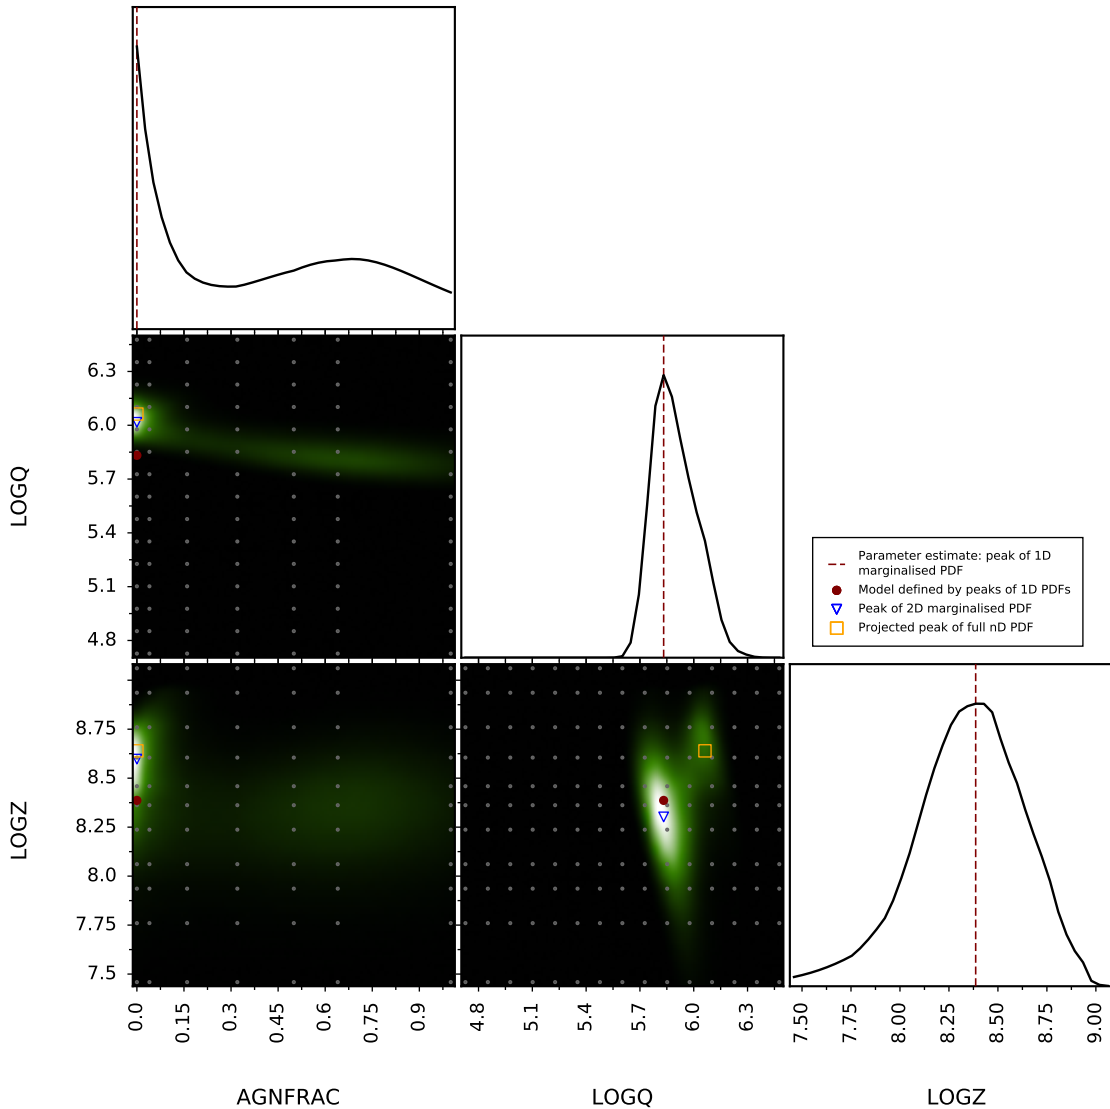 6.3
6.0
5.7
5.4
5.1
4.8
LOGQ
Parameter estimate: peak of 1D
marginalised PDF
Model defined by peaks of 1D PDFs
Peak of 2D marginalised PDF
Projected peak of full nD PDF
8.75
8.5
8.25
8.0
7.75
7.5
LOGZ
0.0 0.15 0.3 0.45 0.6 0.75 0.9
4.8 5.1 5.4 5.7 6.0 6.3
7.50 7.75 8.00 8.25 8.50 8.75 9.00
AGNFRAC
LOGQ
LOGZ